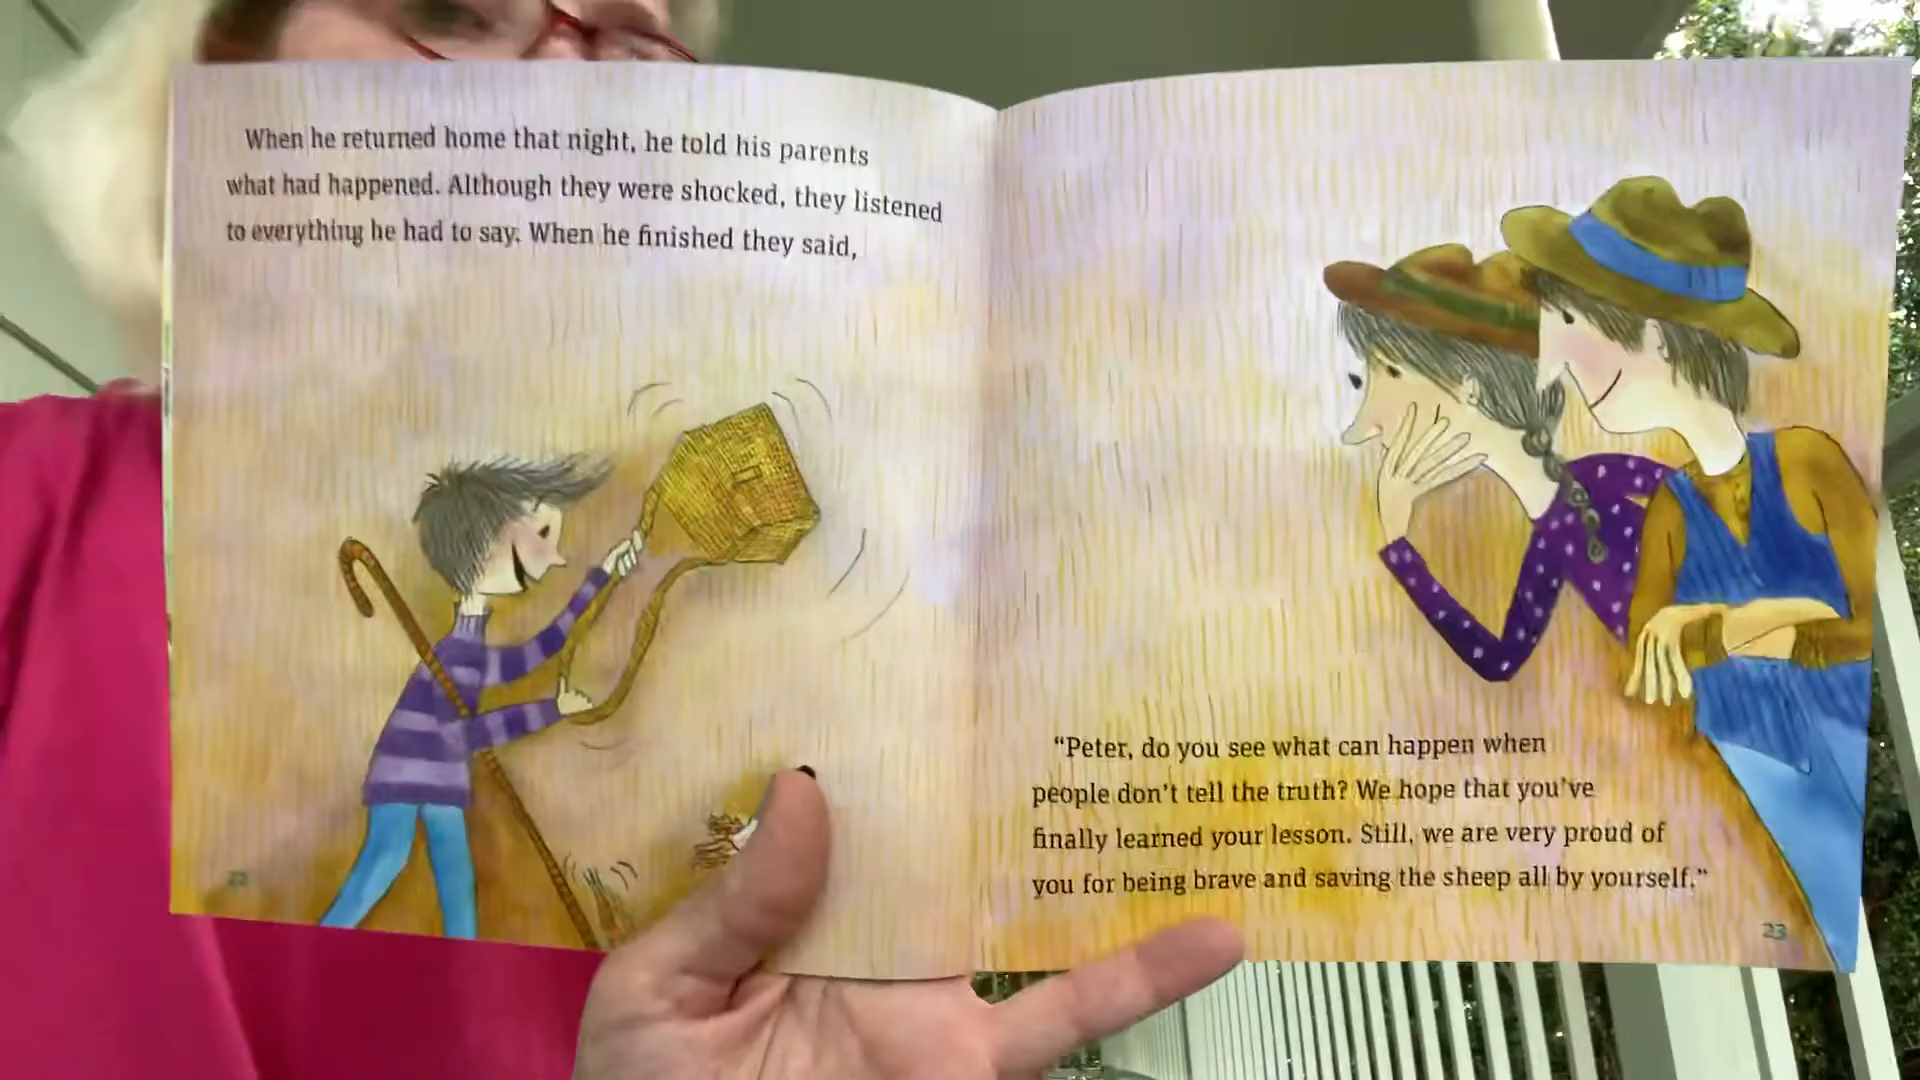 When he returned home that night, he told his parents
what had happened. Although they were shocked, they listened
to everything he had to say. When he finished they said,
22
“Peter, do you see what can happen when
people don't tell the truth? We hope that you've
finally learned your lesson. Still, we are very proud of
you for being brave and saving the sheep all by yourself.”
23